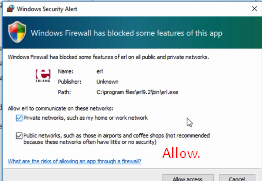 Windows Security Alert
Windows Firewall has blocked some features of this app
Windows Firewall has blocked some features of erl on all public and private networks.
Name: erl
Publisher: Unknown
ERLANG
Path: C:\program files\erl9.2\bin\erl.exe
Allow erl to communicate on these networks:
Private networks, such as my home or work network
Public networks, such as those in airports and coffee shops (not recommended
because these networks often have little or no security)
Allow.
What are the risks of allowing an app through a firewall?
Allow access Cancel